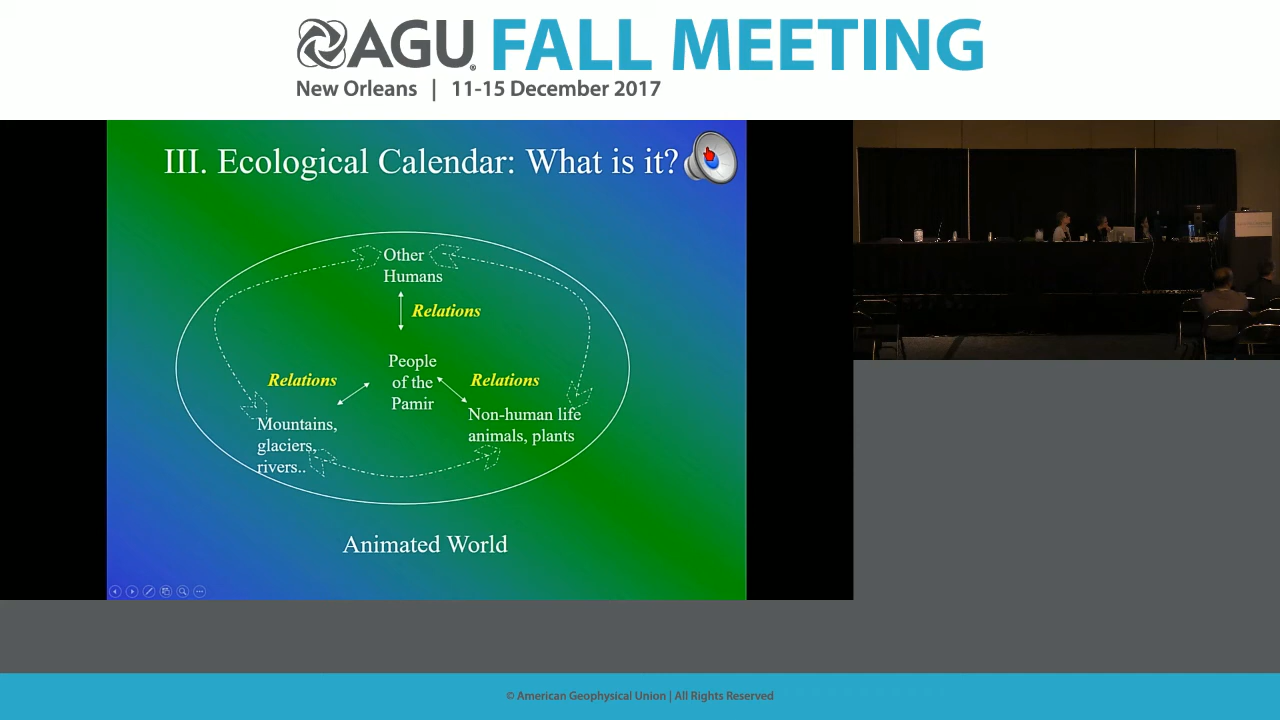 AGU FALL MEETING
New Orleans | 11-15 December 2017
III. Ecological Calendar: What is it?
Other
Humans
Relations
People
of the
Pamir
Relations
Relations
Mountains,
glaciers,
rivers..
Non-human life
animals, plants
Animated World
© American Geophysical Union | All Rights Reserved